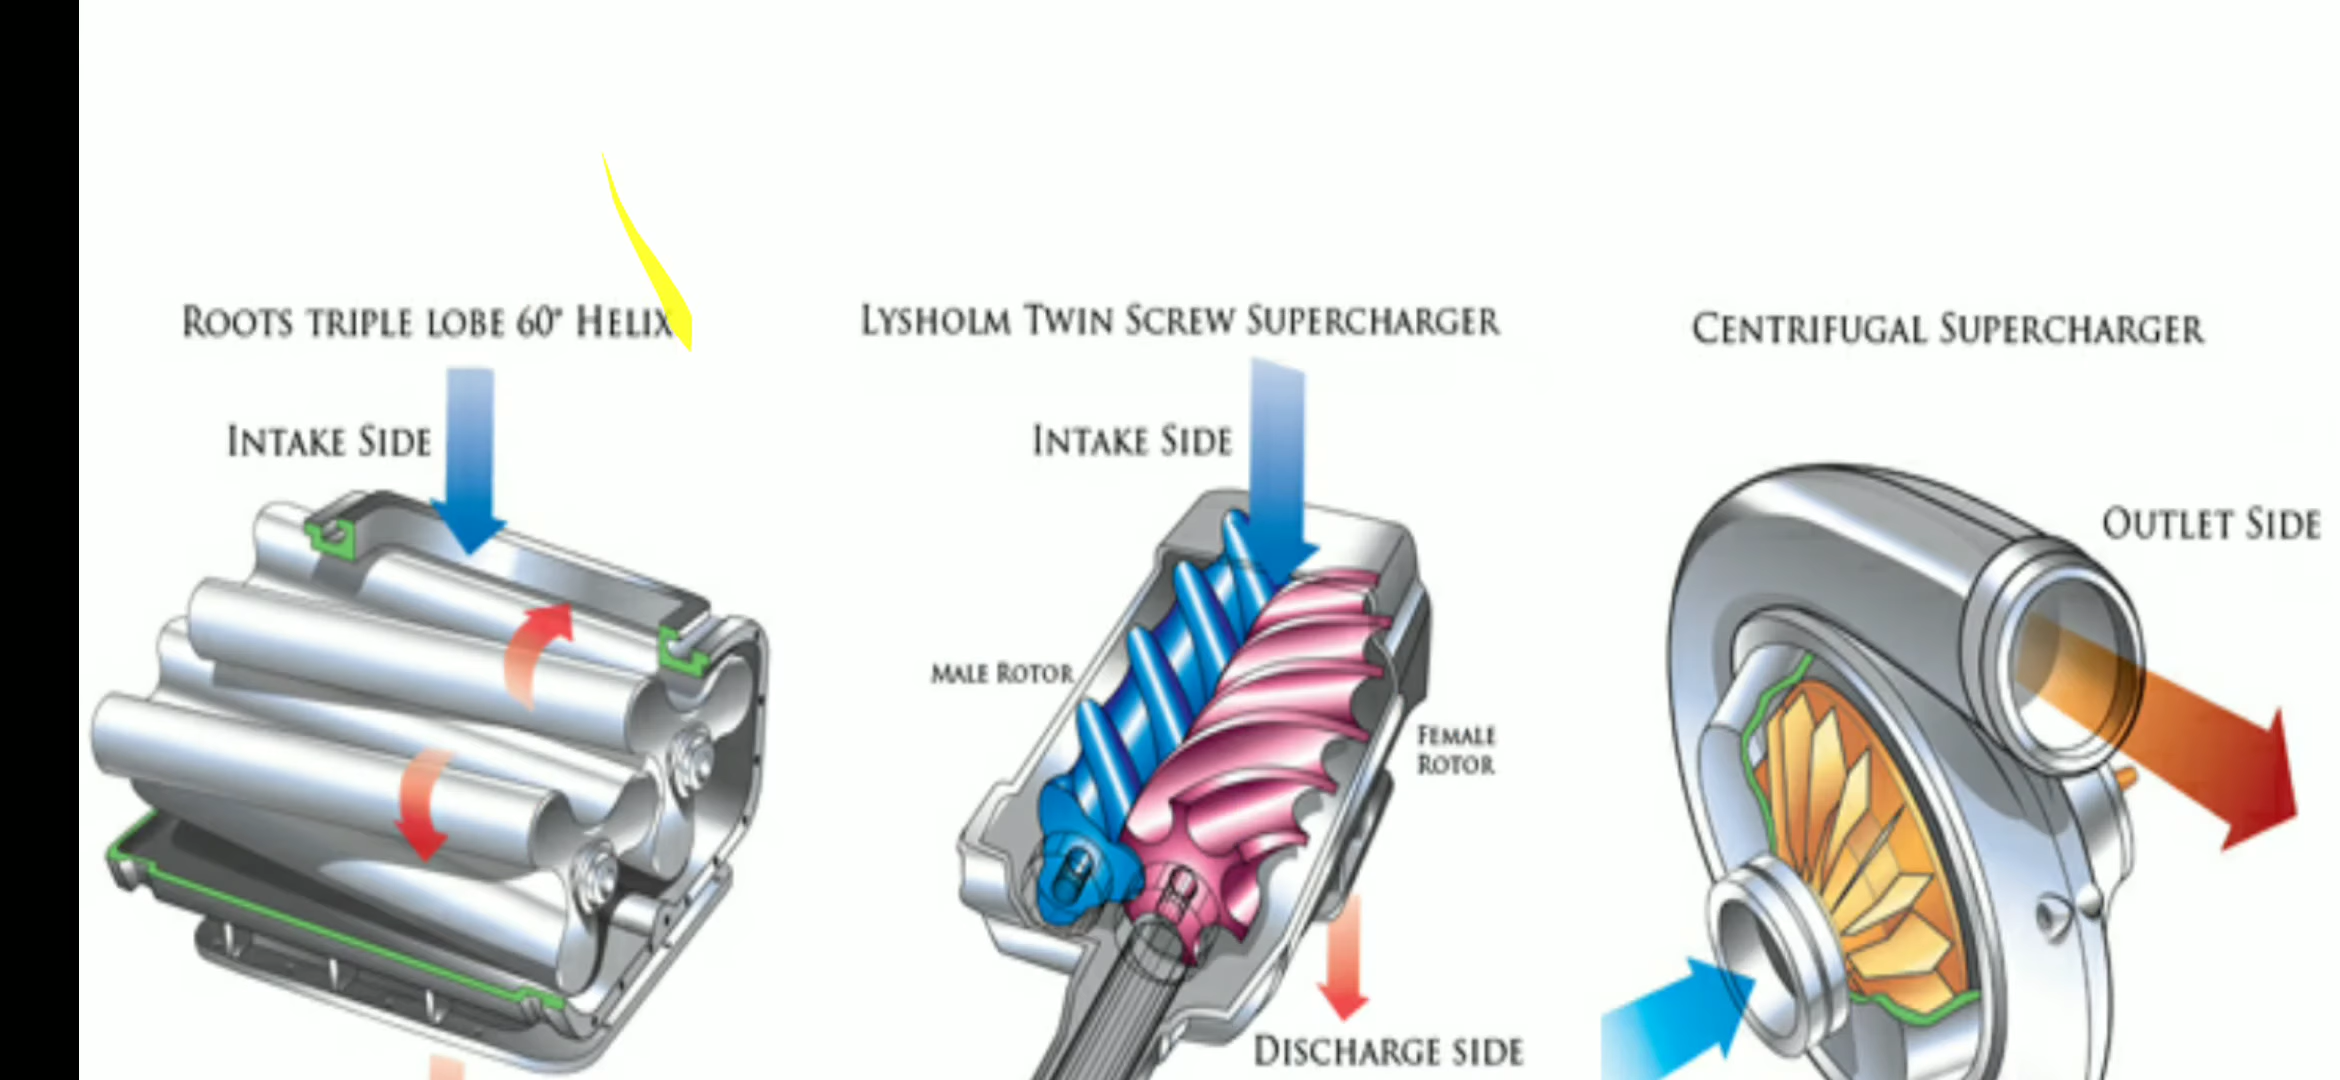 ROOTS TRIPLE LOBE 60° HELIX
INTAKE SIDE
LYSHOLM TWIN SCREW SUPERCHARGER
INTAKE SIDE
MALE ROTOR
FEMALE
ROTOR
DISCHARGE SIDE
CENTRIFUGAL SUPERCHARGER
OUTLET SIDE